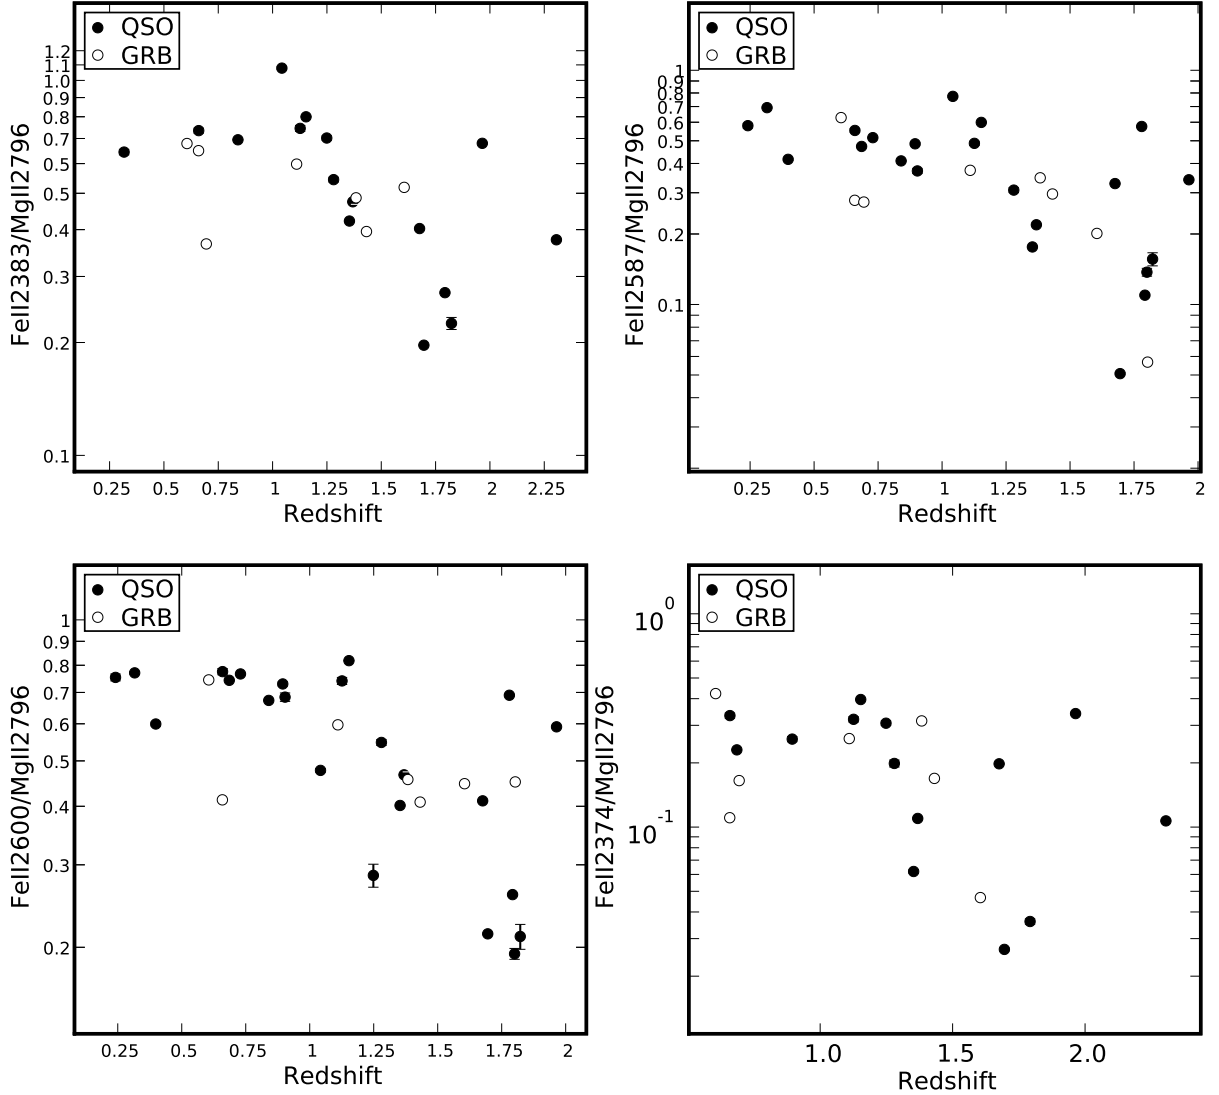 QSO
GRB
1.2
1.1
1.0
0.9
0.8
0.7
0.6
0.5
0.4
0.3
0.2
0.1
FeII2383/MgII2796
0.25 0.5 0.75 1 1.25 1.5 1.75 2 2.25
Redshift
QSO
GRB
1
0.9
0.8
0.7
0.6
0.5
0.4
0.3
0.2
0.1
FeII2587/MgII2796
0.25 0.5 0.75 1 1.25 1.5 1.75 2
Redshift
QSO
GRB
1
0.9
0.8
0.7
0.6
0.5
0.4
0.3
0.2
FeII2600/MgII2796
0.25 0.5 0.75 1 1.25 1.5 1.75 2
Redshift
QSO
GRB
10^0
10^-1
FeII2374/MgII2796
1.0 1.5 2.0
Redshift